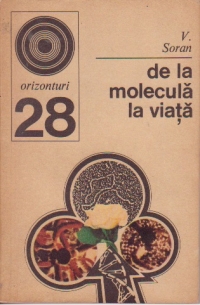 V.
Soran
orizonturi
28
de la
moleculă
la viață